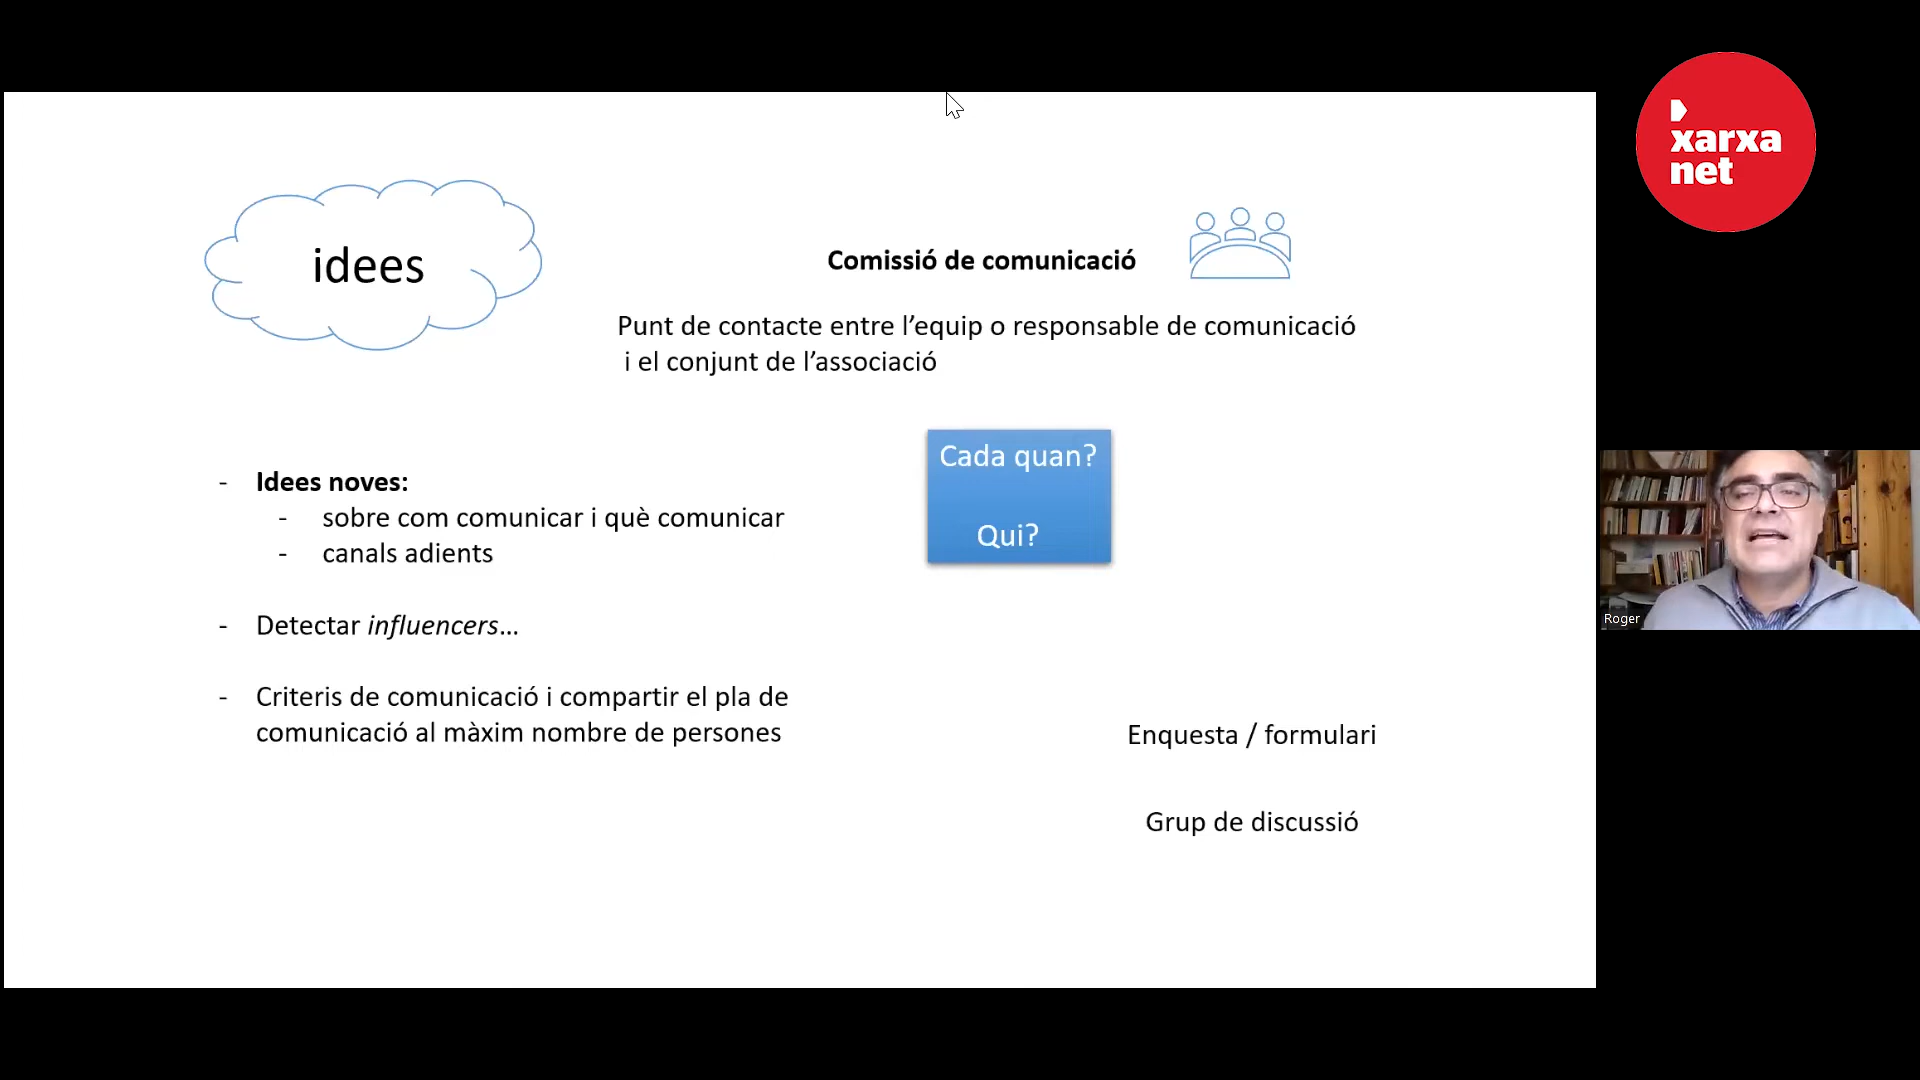 xarxa
net
idees
Comissió de comunicació
Punt de contacte entre l’equip o responsable de comunicació
i el conjunt de l’associació
Cada quan?
Qui?
- Idees noves:
- sobre com comunicar i què comunicar
- canals adients
- Detectar influencers…
- Criteris de comunicació i compartir el pla de
comunicació al màxim nombre de persones
Enquesta / formulari
Grup de discussió
Roger